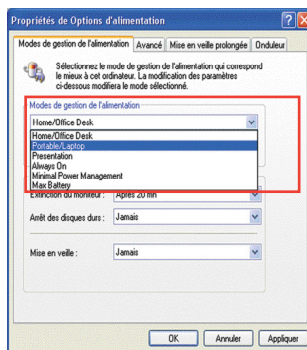 Propriétés de Options d'alimentation
Modes de gestion de l'alimentation Avancé Mise en veille prolongée Onduleur
Sélectionnez le mode de gestion de l'alimentation qui correspond
le mieux à cet ordinateur. La modification des paramètres
ci-dessous modifiera le mode sélectionné.
Modes de gestion de l'alimentation
Home/Office Desk
Home/Office Desk
Portable/Laptop
Presentation
Always On
Minimal Power Management
Max Battery
Extinction du moniteur : Après 20 mn
Arrêt des disques durs : Jamais
Mise en veille : Jamais
OK Annuler Appliquer